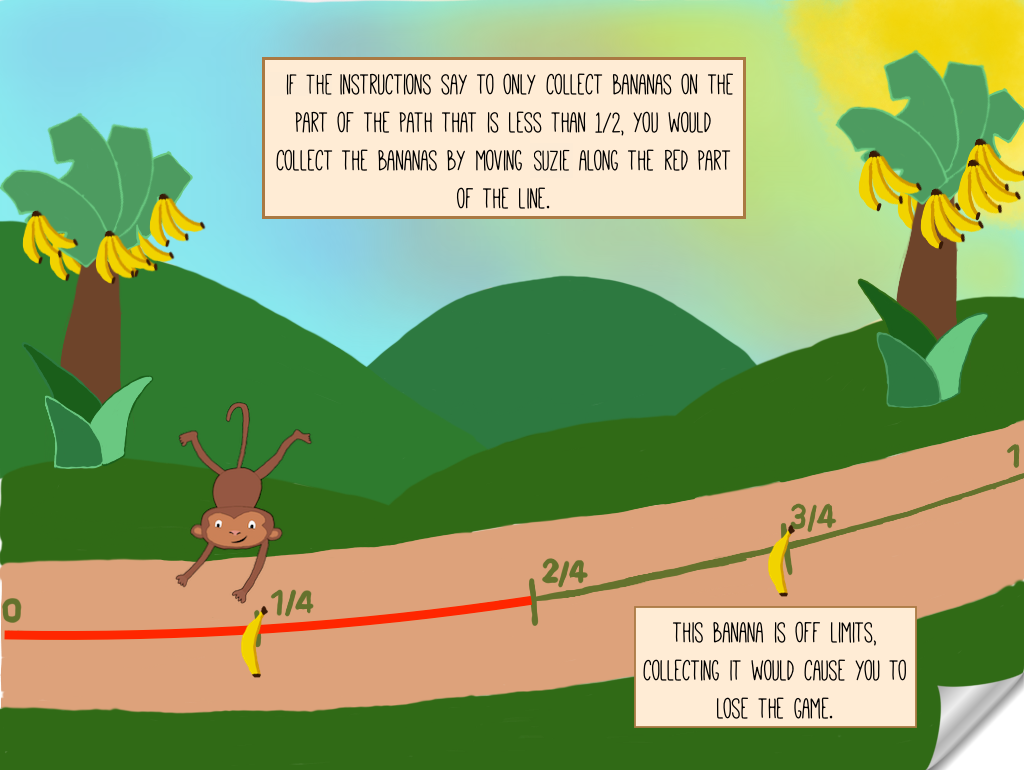 IF THE INSTRUCTIONS SAY TO ONLY COLLECT BANANAS ON THE
PART OF THE PATH THAT IS LESS THAN 1/2, YOU WOULD
COLLECT THE BANANAS BY MOVING SUZIE ALONG THE RED PART
OF THE LINE.
1
3/4
2/4
1/4
0
THIS BANANA IS OFF LIMITS,
COLLECTING IT WOULD CAUSE YOU TO
LOSE THE GAME.